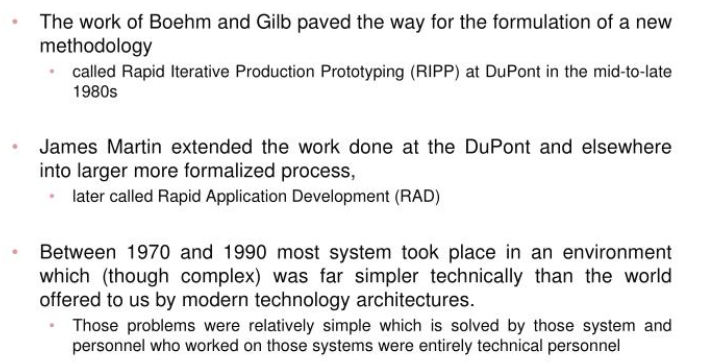 • The work of Boehm and Gilb paved the way for the formulation of a new
methodology
• called Rapid Iterative Production Prototyping (RIPP) at DuPont in the mid-to-late
1980s
• James Martin extended the work done at the DuPont and elsewhere
into larger more formalized process,
• later called Rapid Application Development (RAD)
• Between 1970 and 1990 most system took place in an environment
which (though complex) was far simpler technically than the world
offered to us by modern technology architectures.
• Those problems were relatively simple which is solved by those system and
personnel who worked on those systems were entirely technical personnel